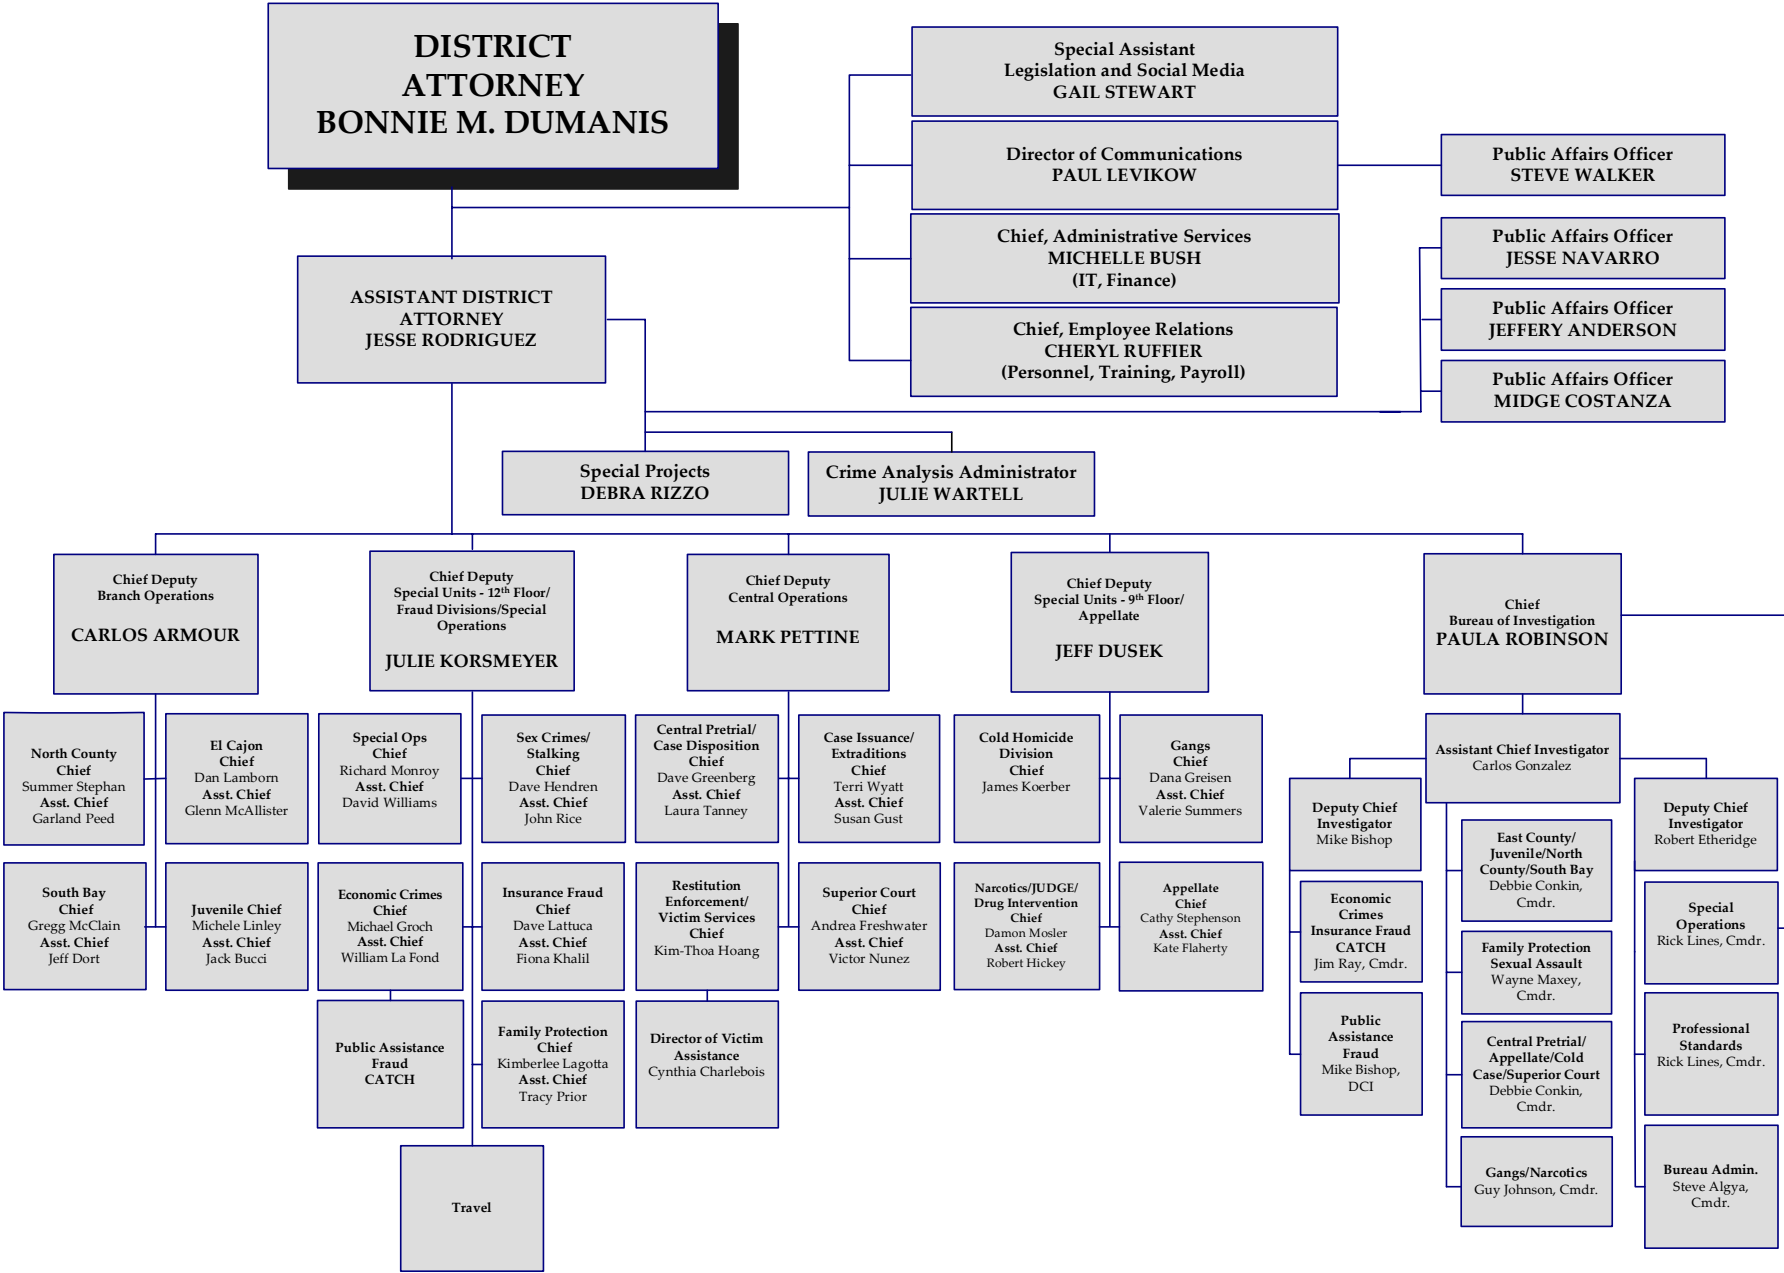 DISTRICT
ATTORNEY
BONNIE M. DUMANIS
Special Assistant
Legislation and Social Media
GAIL STEWART
Director of Communications
PAUL LEVIKOW
Public Affairs Officer
STEVE WALKER
Chief, Administrative Services
MICHELLE BUSH
(IT, Finance)
Public Affairs Officer
JESSE NAVARRO
ASSISTANT DISTRICT
ATTORNEY
JESSE RODRIGUEZ
Public Affairs Officer
JEFFERY ANDERSON
Chief, Employee Relations
CHERYL RUFFIER
(Personnel, Training, Payroll)
Public Affairs Officer
MIDGE COSTANZA
Special Projects
DEBRA RIZZO
Crime Analysis Administrator
JULIE WARTELL
Chief Deputy
Branch Operations
CARLOS ARMOUR
Chief Deputy
Special Units - 12th Floor/
Fraud Divisions/Special
Operations
JULIE KORSMEYER
Chief Deputy
Central Operations
MARK PETTINE
Chief Deputy
Special Units - 9th Floor/
Appellate
JEFF DUSEK
Chief
Bureau of Investigation
PAULA ROBINSON
North County
Chief
Summer Stephan
Asst. Chief
Garland Peed
El Cajon
Chief
Dan Lamborn
Asst. Chief
Glenn McAllister
Special Ops
Chief
Richard Monroy
Asst. Chief
David Williams
Sex Crimes/
Stalking
Chief
Dave Hendren
Asst. Chief
John Rice
Central Pretrial/
Case Disposition
Chief
Dave Greenberg
Asst. Chief
Laura Tanney
Case Issuance/
Extraditions
Chief
Terri Wyatt
Asst. Chief
Susan Gust
Cold Homicide
Division
Chief
James Koerber
Gangs
Chief
Dana Greisen
Asst. Chief
Valerie Summers
Assistant Chief Investigator
Carlos Gonzalez
Deputy Chief
Investigator
Mike Bishop
Deputy Chief
Investigator
Robert Etheridge
South Bay
Chief
Gregg McClain
Asst. Chief
Jeff Dort
Juvenile Chief
Michele Linley
Asst. Chief
Jack Bucci
Economic Crimes
Chief
Michael Groch
Asst. Chief
William La Fond
Insurance Fraud
Chief
Dave Lattuca
Asst. Chief
Fiona Khalil
Restitution
Enforcement/
Victim Services
Chief
Kim-Thoa Hoang
Superior Court
Chief
Andrea Freshwater
Asst. Chief
Victor Nunez
Narcotics/JUDGE/
Drug Intervention
Chief
Damon Mosler
Asst. Chief
Robert Hickey
Appellate
Chief
Cathy Stephenson
Asst. Chief
Kate Flaherty
Economic
Crimes
Insurance Fraud
CATCH
Jim Ray, Cmdr.
East County/
Juvenile/North
County/South Bay
Debbie Conkin,
Cmdr.
Special
Operations
Rick Lines, Cmdr.
Family Protection
Sexual Assault
Wayne Maxey,
Cmdr.
Public Assistance
Fraud
CATCH
Family Protection
Chief
Kimberlee Lagotta
Asst. Chief
Tracy Prior
Director of Victim
Assistance
Cynthia Charlebois
Public
Assistance
Fraud
Mike Bishop,
DCI
Central Pretrial/
Appellate/Cold
Case/Superior Court
Debbie Conkin,
Cmdr.
Professional
Standards
Rick Lines, Cmdr.
Travel
Gangs/Narcotics
Guy Johnson, Cmdr.
Bureau Admin.
Steve Algya,
Cmdr.